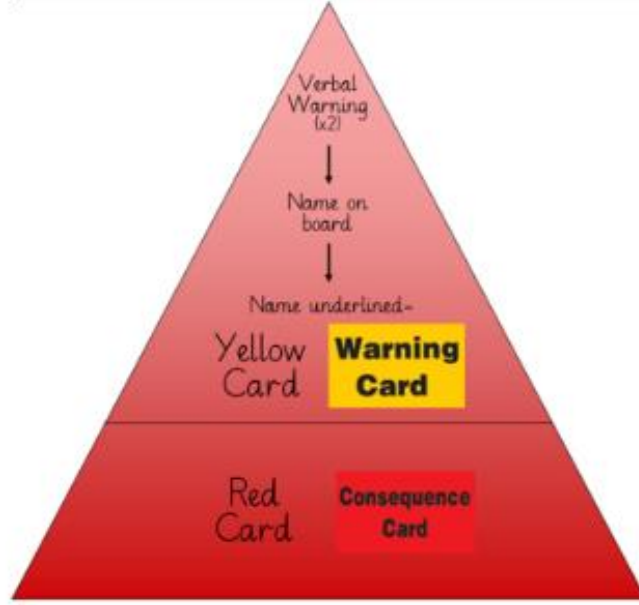 Verbal
Warning
(x2)
Name on
board
Name underlined-
Yellow
Card
Warning
Card
Red
Card
Consequence
Card